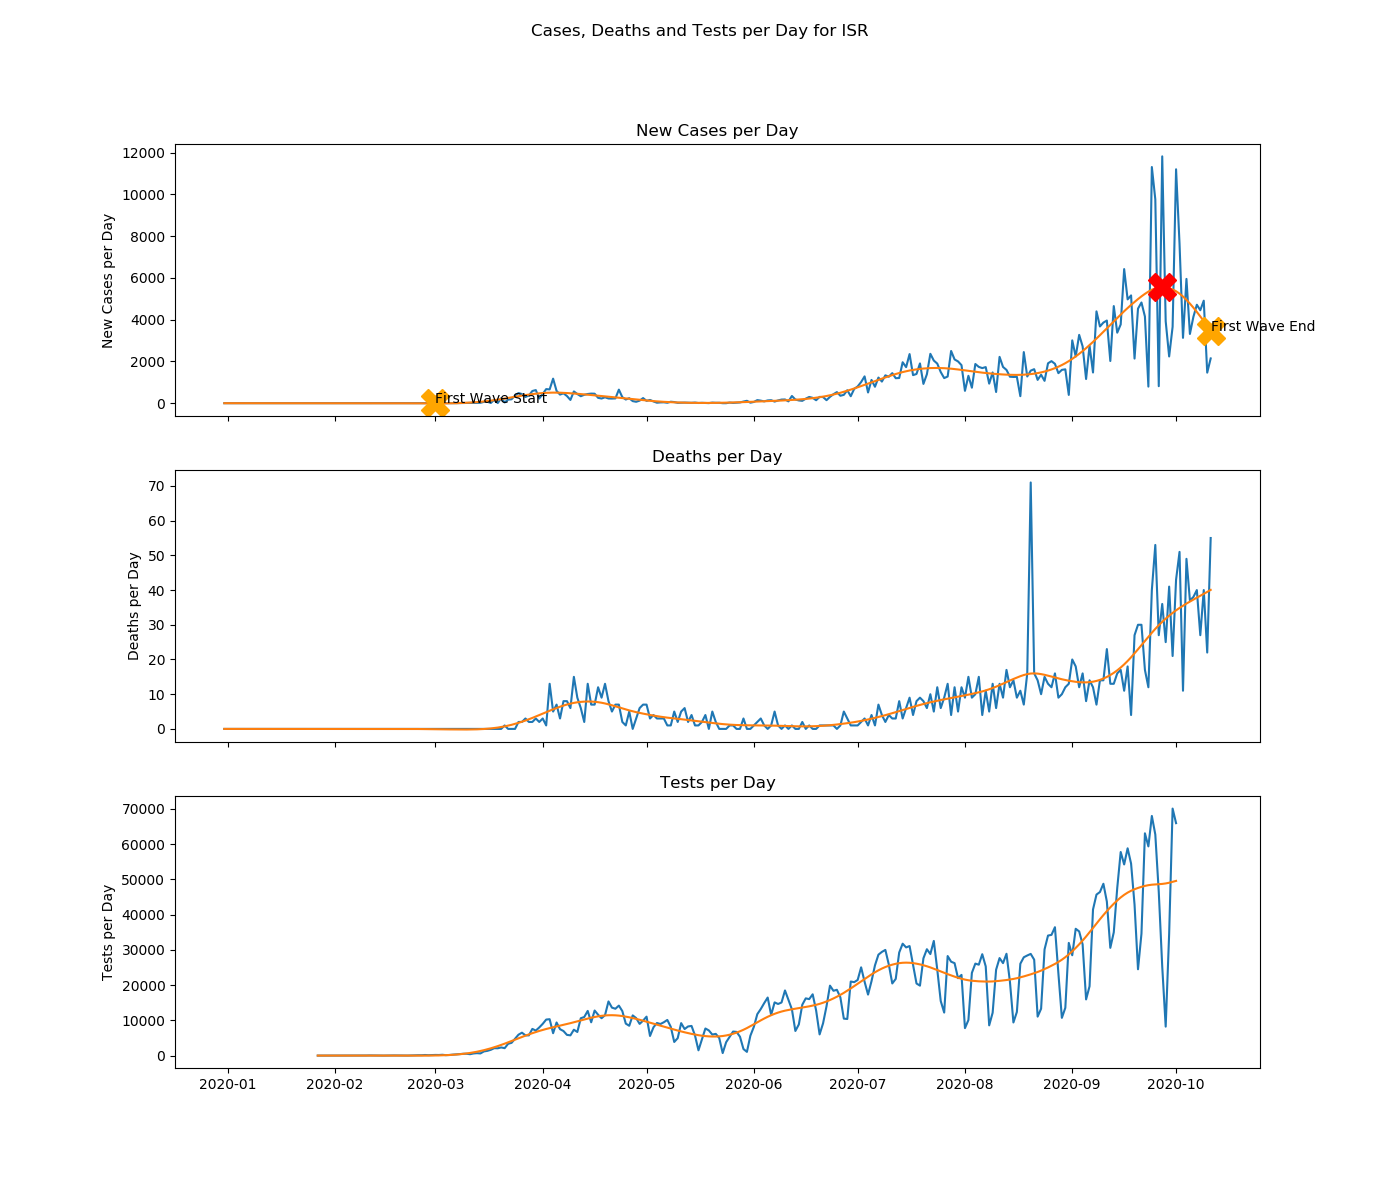 Cases, Deaths and Tests per Day for ISR
New Cases per Day
New Cases per Day
12000
10000
8000
6000
4000
2000
0
First Wave Start
First Wave End
Deaths per Day
Deaths per Day
70
60
50
40
30
20
10
0
Tests per Day
Tests per Day
70000
60000
50000
40000
30000
20000
10000
0
2020-01 2020-02 2020-03 2020-04 2020-05 2020-06 2020-07 2020-08 2020-09 2020-10